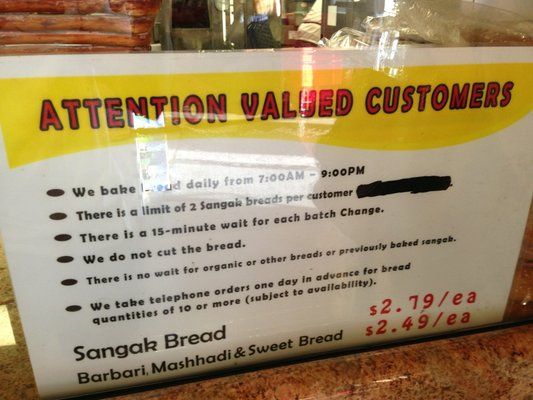 ATTENTION VALUED CUSTOMERS
We bake bread daily from 7:00AM - 9:00PM
There is a limit of 2 Sangak breads per customer
There is a 15-minute wait for each batch Change.
We do not cut the bread.
There is no wait for organic or other breads or previously baked sangak.
We take telephone orders one day in advance for bread
quantities of 10 or more (subject to availability).
Sangak Bread $2.79/ea
Barbari, Mashhadi & Sweet Bread $2.49/ea